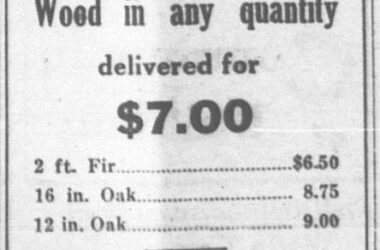 Wood in any quantity
delivered for
$7.00
2 ft. Fir..............................$6.50
16 in. Oak.......................... 8.75
12 in. Oak.......................... 9.00